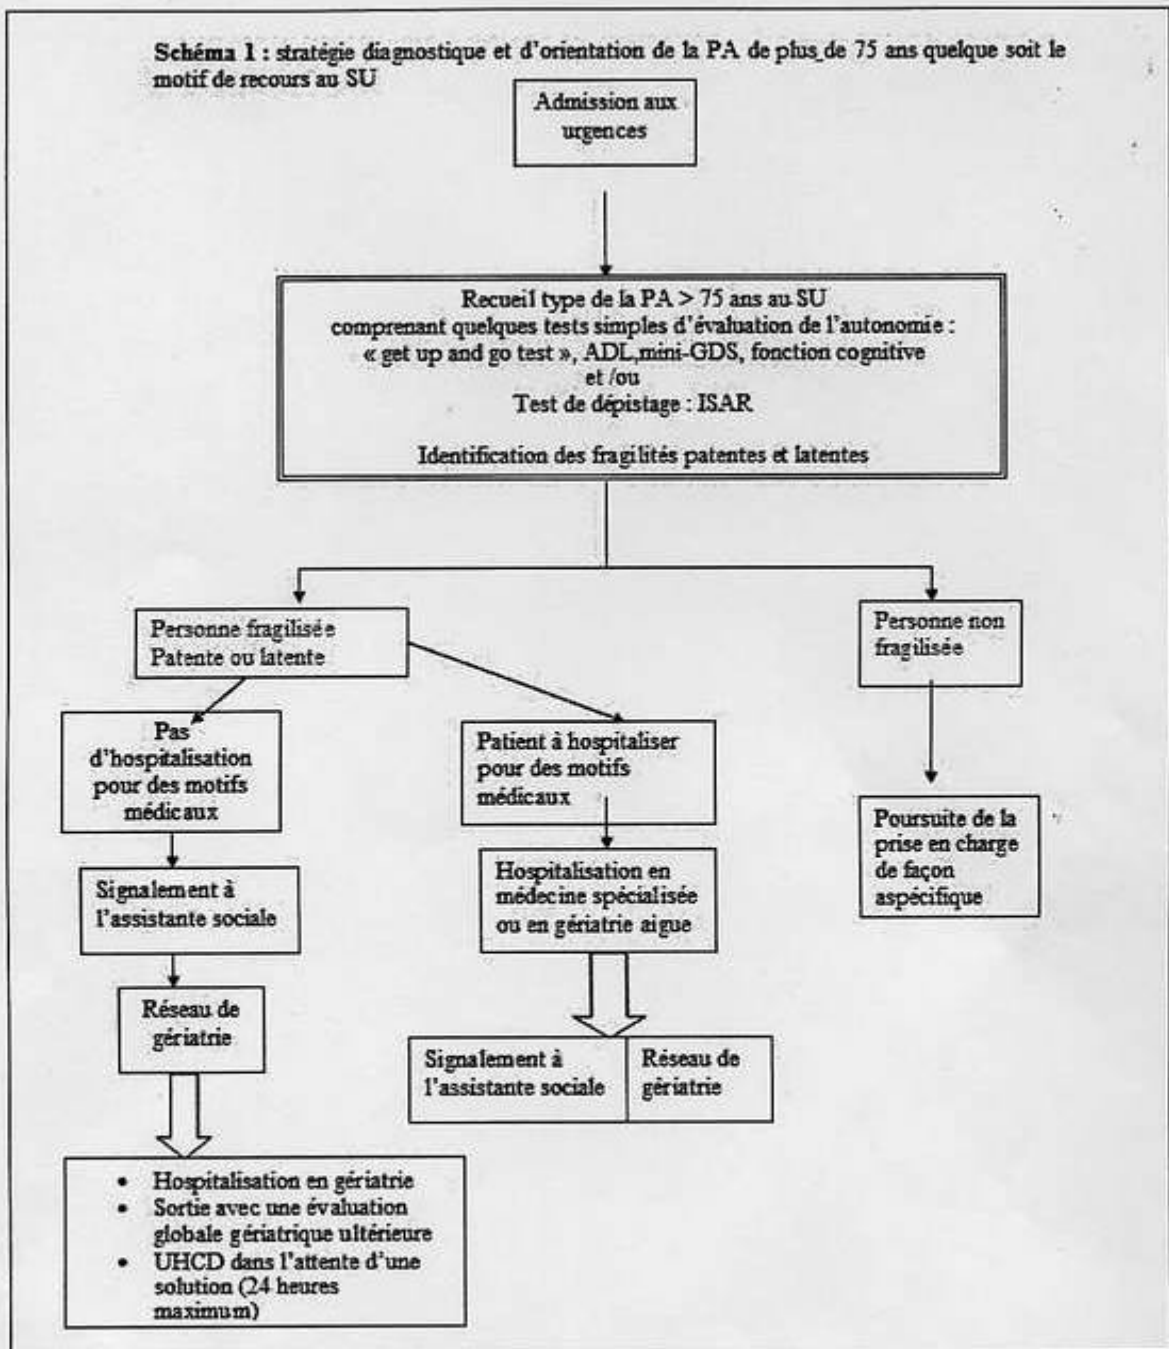 Schéma 1 : stratégie diagnostique et d'orientation de la PA de plus de 75 ans quelque soit le
motif de recours au SU
Admission aux
urgences
Recueil type de la PA > 75 ans au SU
comprenant quelques tests simples d'évaluation de l'autonomie :
« get up and go test », ADL,mini-GDS, fonction cognitive
et /ou
Test de dépistage : ISAR
Identification des fragilités patentes et latentes
Personne fragilisée
Patente ou latente
Personne non
fragilisée
Pas
d'hospitalisation
pour des motifs
médicaux
Patient à hospitaliser
pour des motifs
médicaux
Poursuite de la
prise en charge
de façon
aspécifique
Signalement à
l'assistante sociale
Hospitalisation en
médecine spécialisée
ou en gériatrie aigue
Réseau de
gériatrie
Signalement à
l'assistante sociale
Réseau de
gériatrie
• Hospitalisation en gériatrie
• Sortie avec une évaluation
globale gériatrique ultérieure
• UHCD dans l'attente d'une
solution (24 heures
maximum)